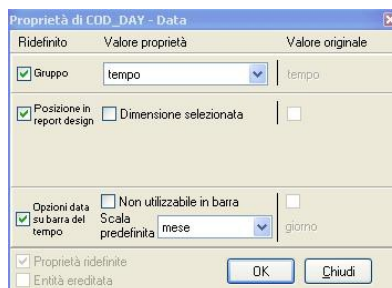 Proprietà di COD_DAY - Data
Ridefinito Valore proprietà Valore originale
Gruppo tempo tempo
Posizione in
report design
Dimensione selezionata
Opzioni data
su barra del
tempo
Non utilizzabile in barra
Scala
predefinita mese giorno
Proprietà ridefinite
Entità ereditata
OK Chiudi